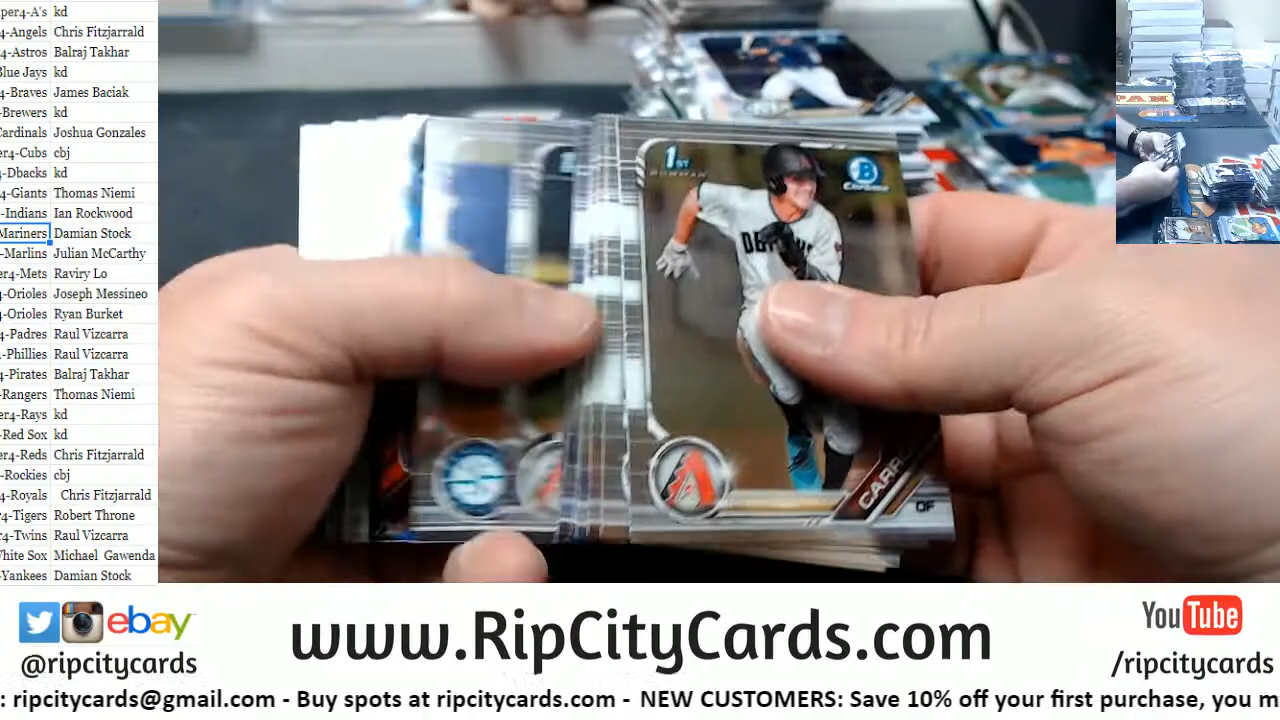 per4-A's kd
4-Angels Chris Fitzjarrald
4-Astros Balraj Takhar
Blue Jays kd
4-Braves James Baciak
-Brewers kd
Cardinals Joshua Gonzales
er4-Cubs cbj
4-Dbacks kd
4-Giants Thomas Niemi
-Indians Ian Rockwood
Mariners Damian Stock
-Marlins Julian McCarthy
er4-Mets Raviry Lo
-Orioles Joseph Messineo
-Orioles Ryan Burket
4-Padres Raul Vizcarra
-Phillies Raul Vizcarra
4-Pirates Balraj Takhar
-Rangers Thomas Niemi
er4-Rays kd
-Red Sox kd
er4-Reds Chris Fitzjarrald
-Rockies cbj
4-Royals Chris Fitzjarrald
r4-Tigers Robert Throne
r4-Twins Raul Vizcarra
White Sox Michael Gawenda
-Yankees Damian Stock
1ST
BOWMAN
B
Chrome
CARR
OF
ebay
@ripcitycards
www.RipCityCards.com
YouTube
/ripcitycards
: ripcitycards@gmail.com - Buy spots at ripcitycards.com - NEW CUSTOMERS: Save 10% off your first purchase, you m